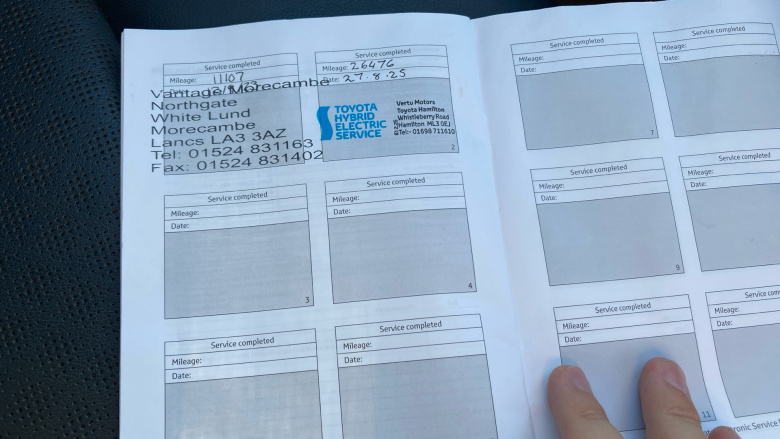 Service completed
Mileage: 11107
Date:
Vantage Morecambe
Northgate
White Lund
Morecambe
Lancs LA3 3AZ
Tel: 01524 831163
Fax: 01524 831402
Service completed
Mileage: 26476
Date: 27.8.25
TOYOTA
HYBRID
ELECTRIC
SERVICE
Vertu Motors
Toyota Hamilton
Whistleberry Road
Hamilton ML3 0EJ
Tel:- 01698 711610
2
Service completed
Mileage:
Date:
3
Service completed
Mileage:
Date:
4
Service completed
Mileage:
Date:
Service completed
Mileage:
Date:
Service completed
Mileage:
Date:
7
Service completed
Mileage:
Date:
Service completed
Mileage:
Date:
9
Service completed
Mileage:
Date:
Service completed
Mileage:
Date:
11
Service com
Mileage:
Date:
ronic Service